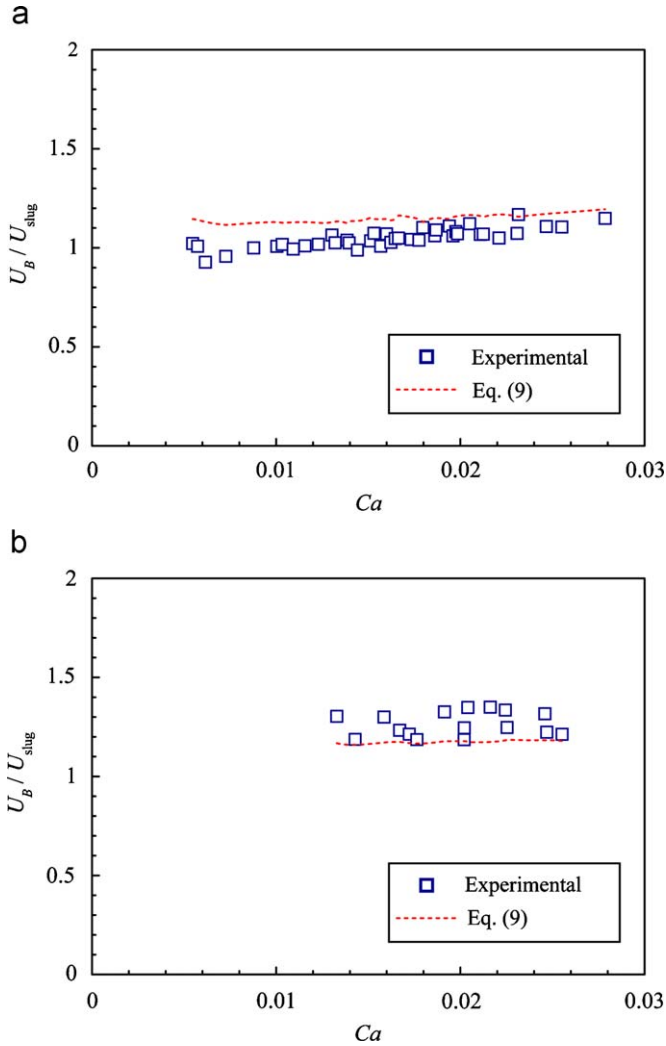 a
2
1.5
1
0.5
0
U_B / U_slug
Experimental
Eq. (9)
0 0.01 0.02 0.03
Ca
b
2
1.5
1
0.5
0
U_B / U_slug
Experimental
Eq. (9)
0 0.01 0.02 0.03
Ca